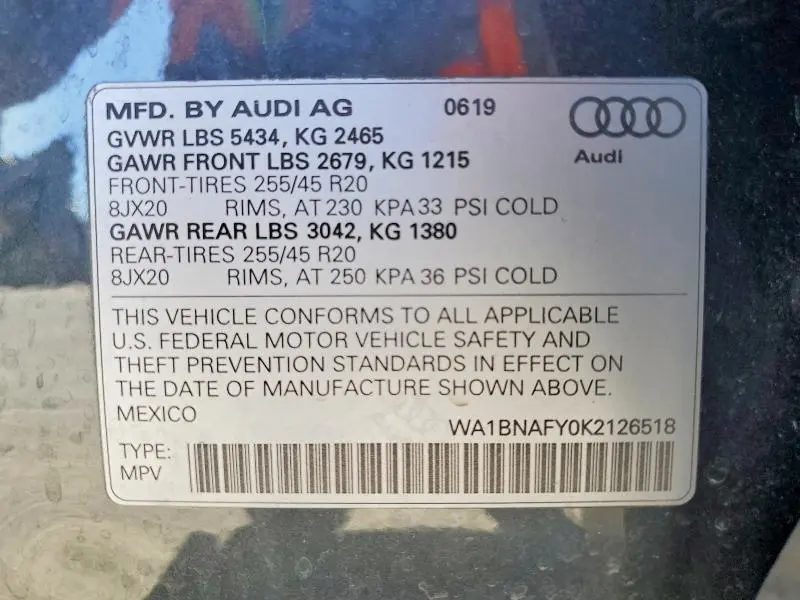 MFD. BY AUDI AG 0619
GVWR LBS 5434, KG 2465
GAWR FRONT LBS 2679, KG 1215
FRONT-TIRES 255/45 R20
8JX20 RIMS, AT 230 KPA 33 PSI COLD
GAWR REAR LBS 3042, KG 1380
REAR-TIRES 255/45 R20
8JX20 RIMS, AT 250 KPA 36 PSI COLD
Audi
THIS VEHICLE CONFORMS TO ALL APPLICABLE
U.S. FEDERAL MOTOR VEHICLE SAFETY AND
THEFT PREVENTION STANDARDS IN EFFECT ON
THE DATE OF MANUFACTURE SHOWN ABOVE.
MEXICO
WA1BNAFY0K2126518
TYPE:
MPV